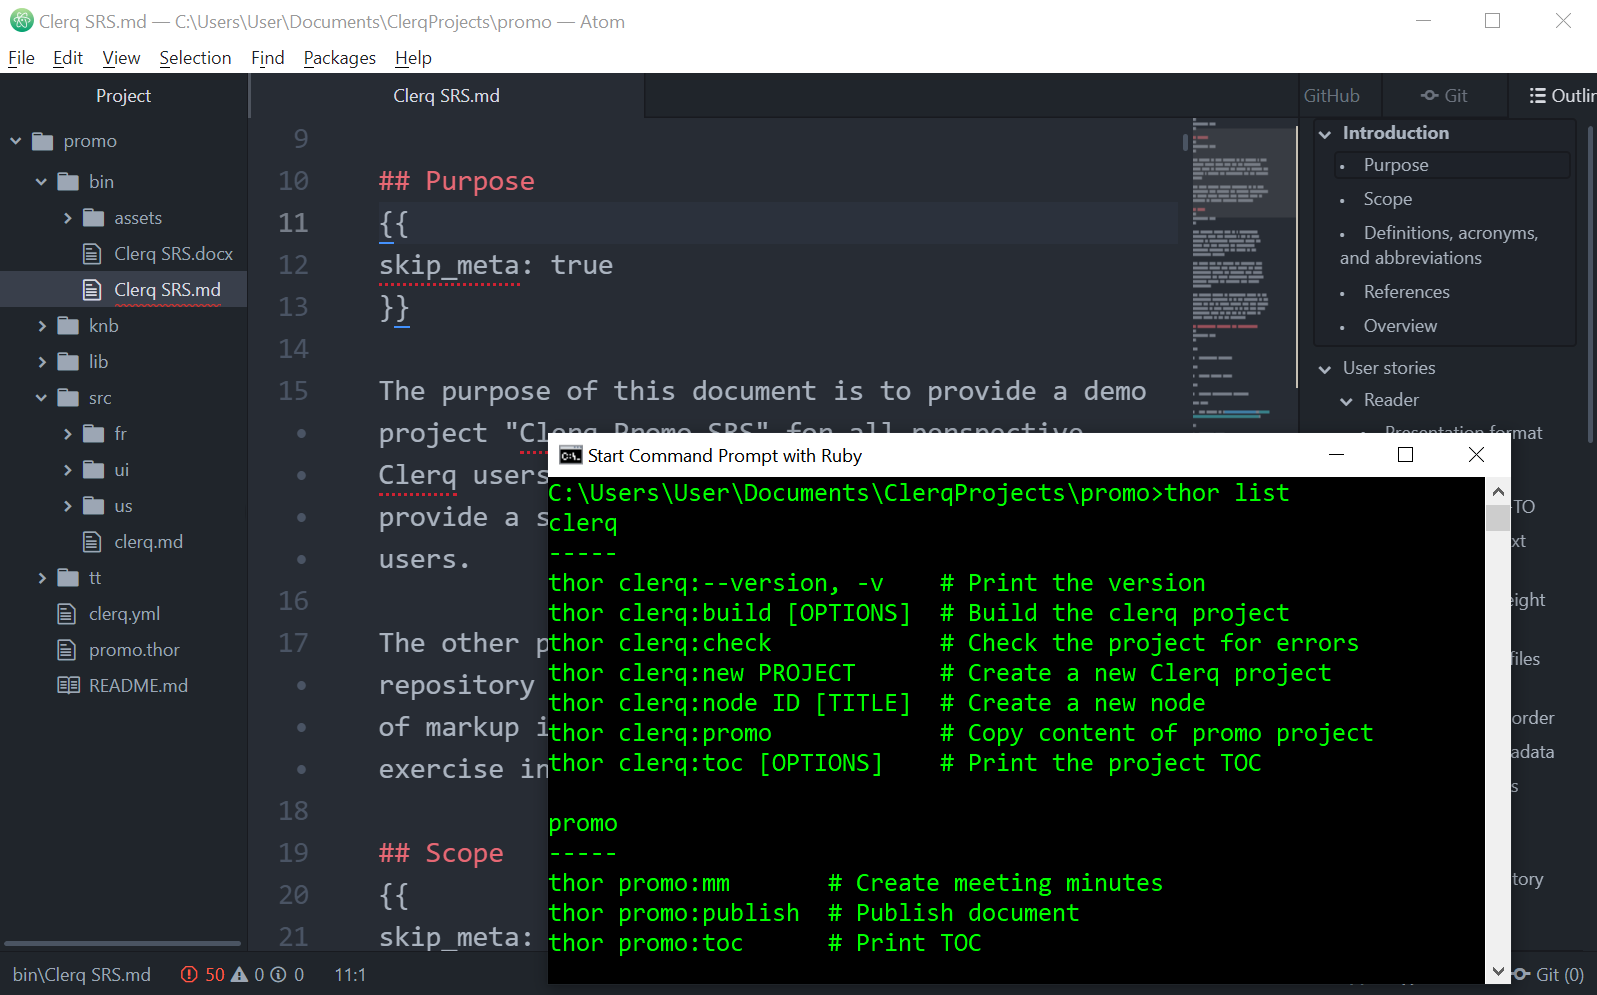 Clerq SRS.md — C:\Users\User\Documents\ClerqProjects\promo — Atom
File Edit View Selection Find Packages Help
Project
promo
bin
assets
Clerq SRS.docx
Clerq SRS.md
knb
lib
src
fr
ui
us
clerq.md
tt
clerq.yml
promo.thor
README.md
Clerq SRS.md
9
10 ## Purpose
11 {{
12 skip_meta: true
13 }}
14
15 The purpose of this document is to provide a demo
• project "Clerq Promo SRS" for all perspective
• Clerq users
• provide a s
• users.
16
17 The other p
• repository
• of markup i
• exercise in
18
19 ## Scope
20 {{
21 skip_meta:
GitHub Git Outlin
Introduction
• Purpose
• Scope
• Definitions, acronyms,
and abbreviations
• References
• Overview
User stories
Reader
Presentation format
TO
xt
eight
files
order
adata
s
tory
Start Command Prompt with Ruby
C:\Users\User\Documents\ClerqProjects\promo>thor list
clerq
-----
thor clerq:--version, -v # Print the version
thor clerq:build [OPTIONS] # Build the clerq project
thor clerq:check # Check the project for errors
thor clerq:new PROJECT # Create a new Clerq project
thor clerq:node ID [TITLE] # Create a new node
thor clerq:promo # Copy content of promo project
thor clerq:toc [OPTIONS] # Print the project TOC
promo
-----
thor promo:mm # Create meeting minutes
thor promo:publish # Publish document
thor promo:toc # Print TOC
bin\Clerq SRS.md 50 0 0 11:1 Git (0)